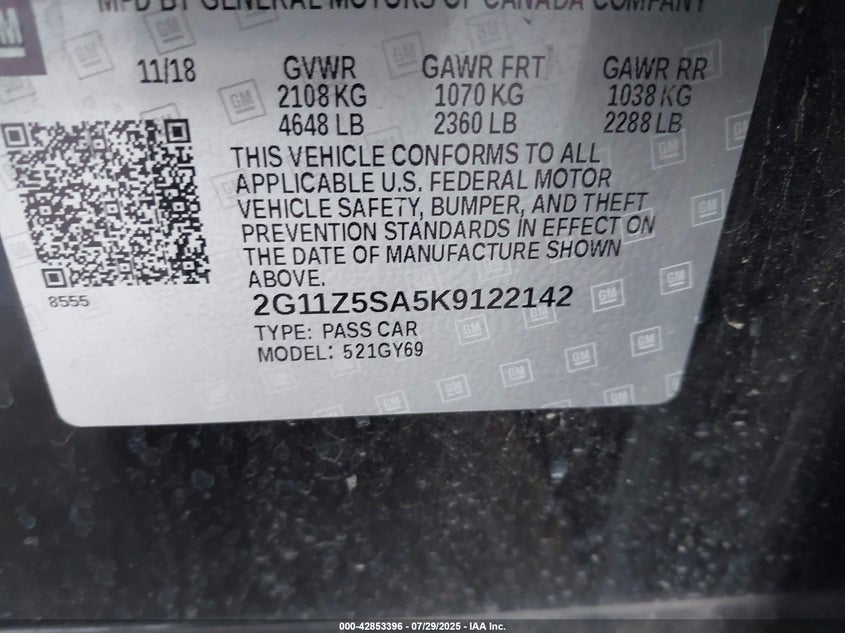 MFD BY GENERAL MOTORS OF CANADA COMPANY
GM
11/18 GVWR GAWR FRT GAWR RR
2108 KG 1070 KG 1038 KG
4648 LB 2360 LB 2288 LB
THIS VEHICLE CONFORMS TO ALL
APPLICABLE U.S. FEDERAL MOTOR
VEHICLE SAFETY, BUMPER, AND THEFT
PREVENTION STANDARDS IN EFFECT ON
THE DATE OF MANUFACTURE SHOWN
ABOVE.
8555
2G11Z5SA5K9122142
TYPE: PASS CAR
MODEL: 521GY69
000-42853396 - 07/29/2025 - IAA Inc.